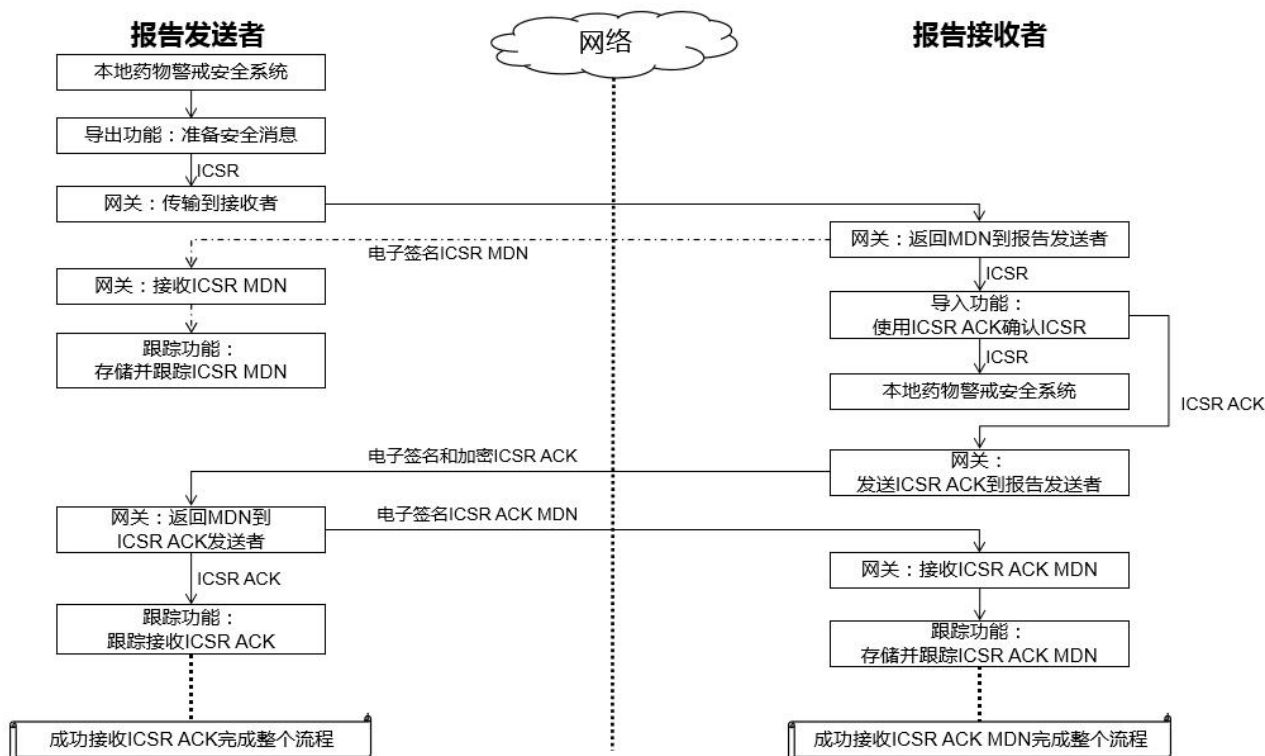 报告发送者
网络
报告接收者
本地药物警戒安全系统
导出功能：准备安全消息
ICSR
网关：传输到接收者
网关：返回MDN到报告发送者
电子签名ICSR MDN
ICSR
网关：接收ICSR MDN
导入功能：
使用ICSR ACK确认ICSR
跟踪功能：
存储并跟踪ICSR MDN
ICSR
本地药物警戒安全系统
ICSR ACK
电子签名和加密ICSR ACK
网关：
发送ICSR ACK到报告发送者
网关：返回MDN到
ICSR ACK发送者
电子签名ICSR ACK MDN
网关：接收ICSR ACK MDN
ICSR ACK
跟踪功能：
跟踪接收ICSR ACK
跟踪功能：
存储并跟踪ICSR ACK MDN
成功接收ICSR ACK完成整个流程
成功接收ICSR ACK MDN完成整个流程